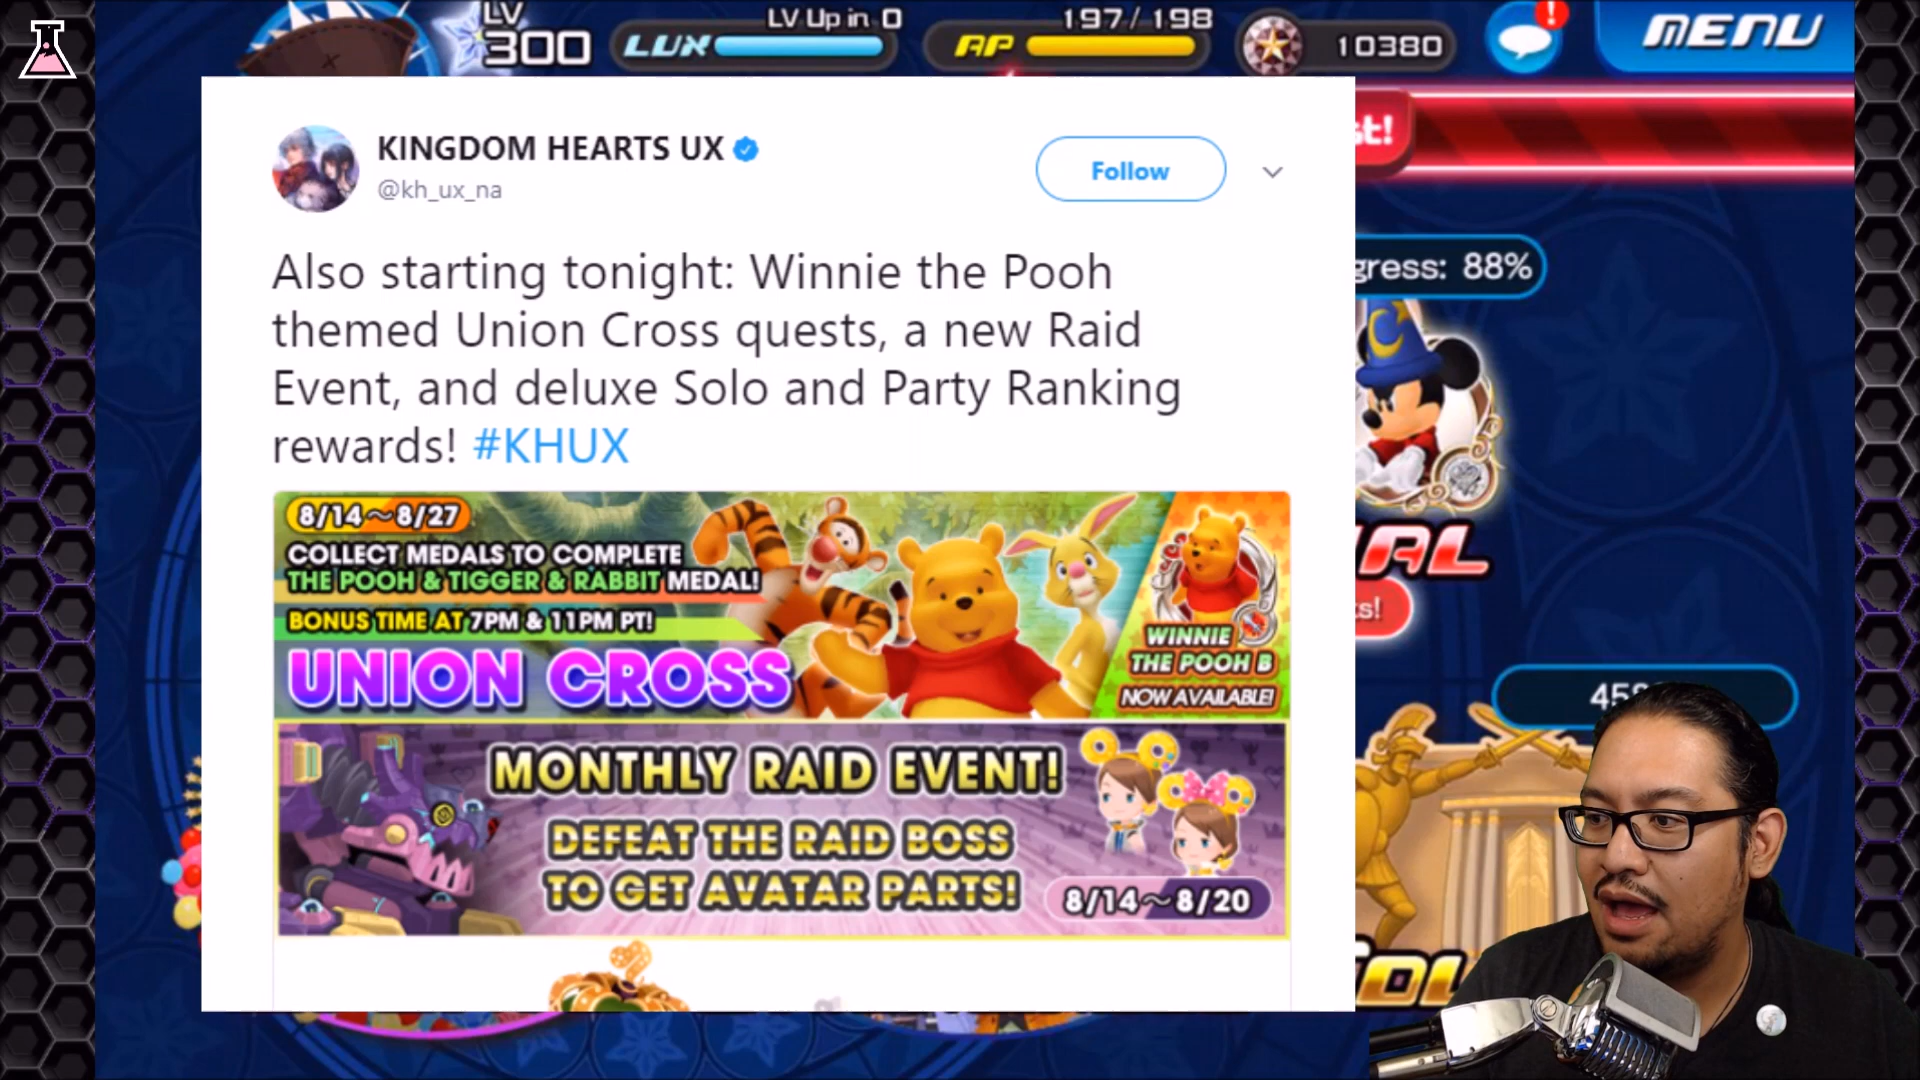 LV
300
LUX
LV Up in 0
AP
197/198
10380
MENU
st!
KINGDOM HEARTS UX
@kh_ux_na
Follow
gress: 88%
Also starting tonight: Winnie the Pooh
themed Union Cross quests, a new Raid
Event, and deluxe Solo and Party Ranking
rewards! #KHUX
8/14~8/27
COLLECT MEDALS TO COMPLETE
THE POOH & TIGGER & RABBIT MEDAL!
BONUS TIME AT 7PM & 11PM PT!
UNION CROSS
WINNIE
THE POOH B
NOW AVAILABLE!
MONTHLY RAID EVENT!
DEFEAT THE RAID BOSS
TO GET AVATAR PARTS!
8/14~8/20